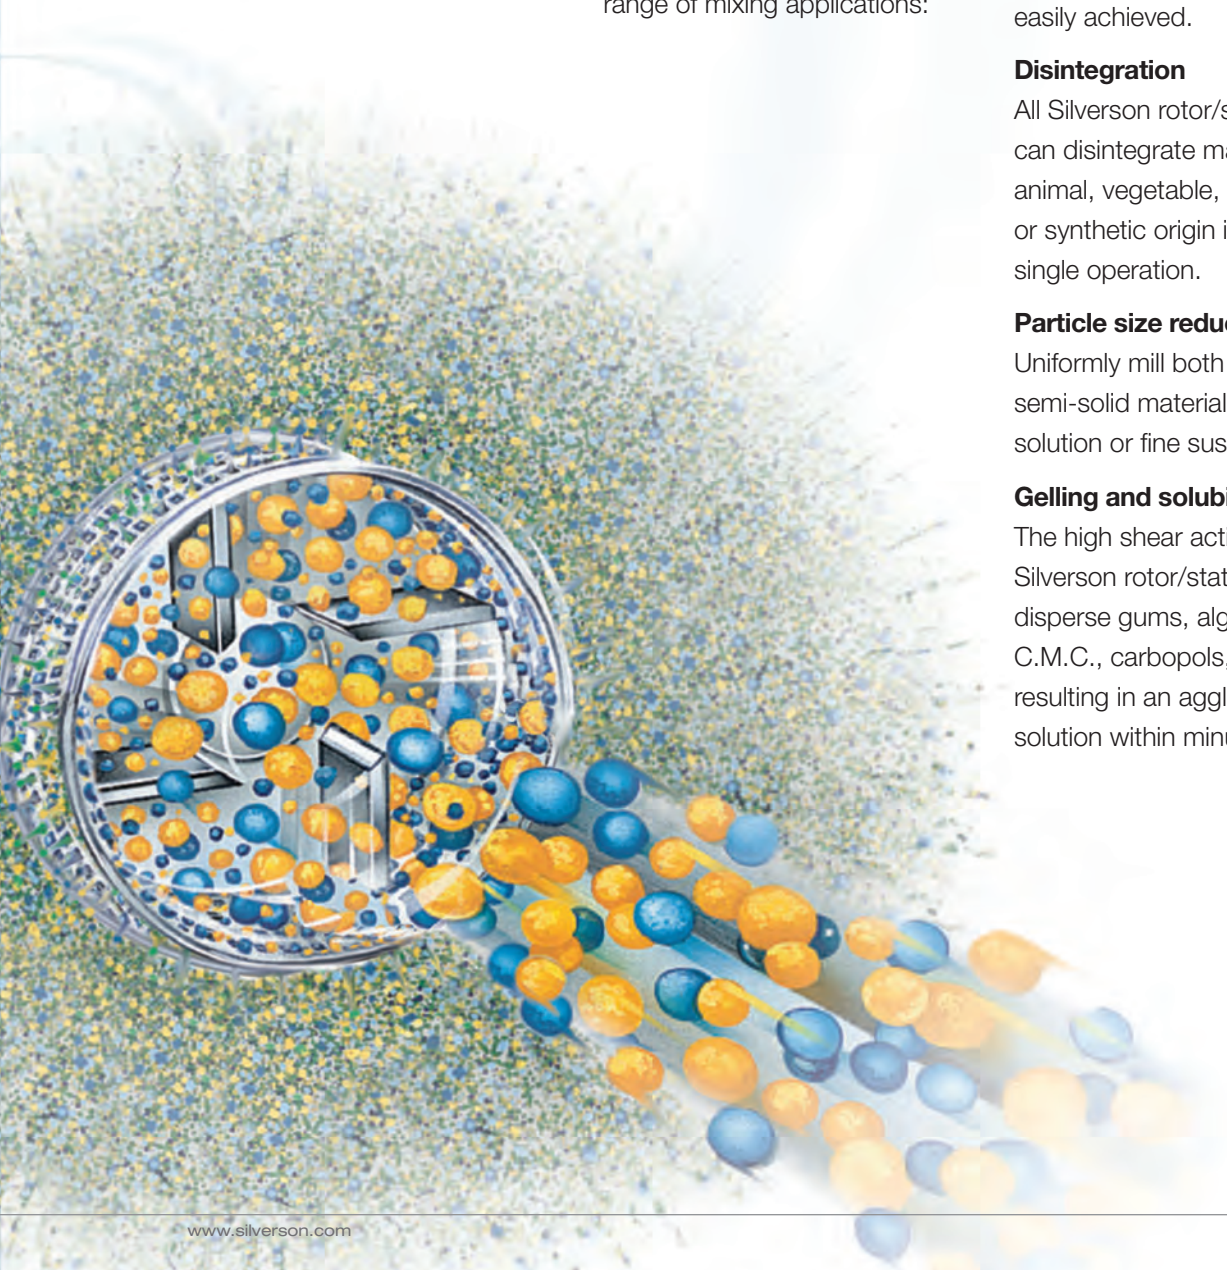 range of mixing applications:
easily achieved.
Disintegration
All Silverson rotor/s
can disintegrate ma
animal, vegetable,
or synthetic origin i
single operation.
Particle size redu
Uniformly mill both
semi-solid material
solution or fine sus
Gelling and solubi
The high shear acti
Silverson rotor/stat
disperse gums, alg
C.M.C., carbopols,
resulting in an aggl
solution within minu
www.silverson.com